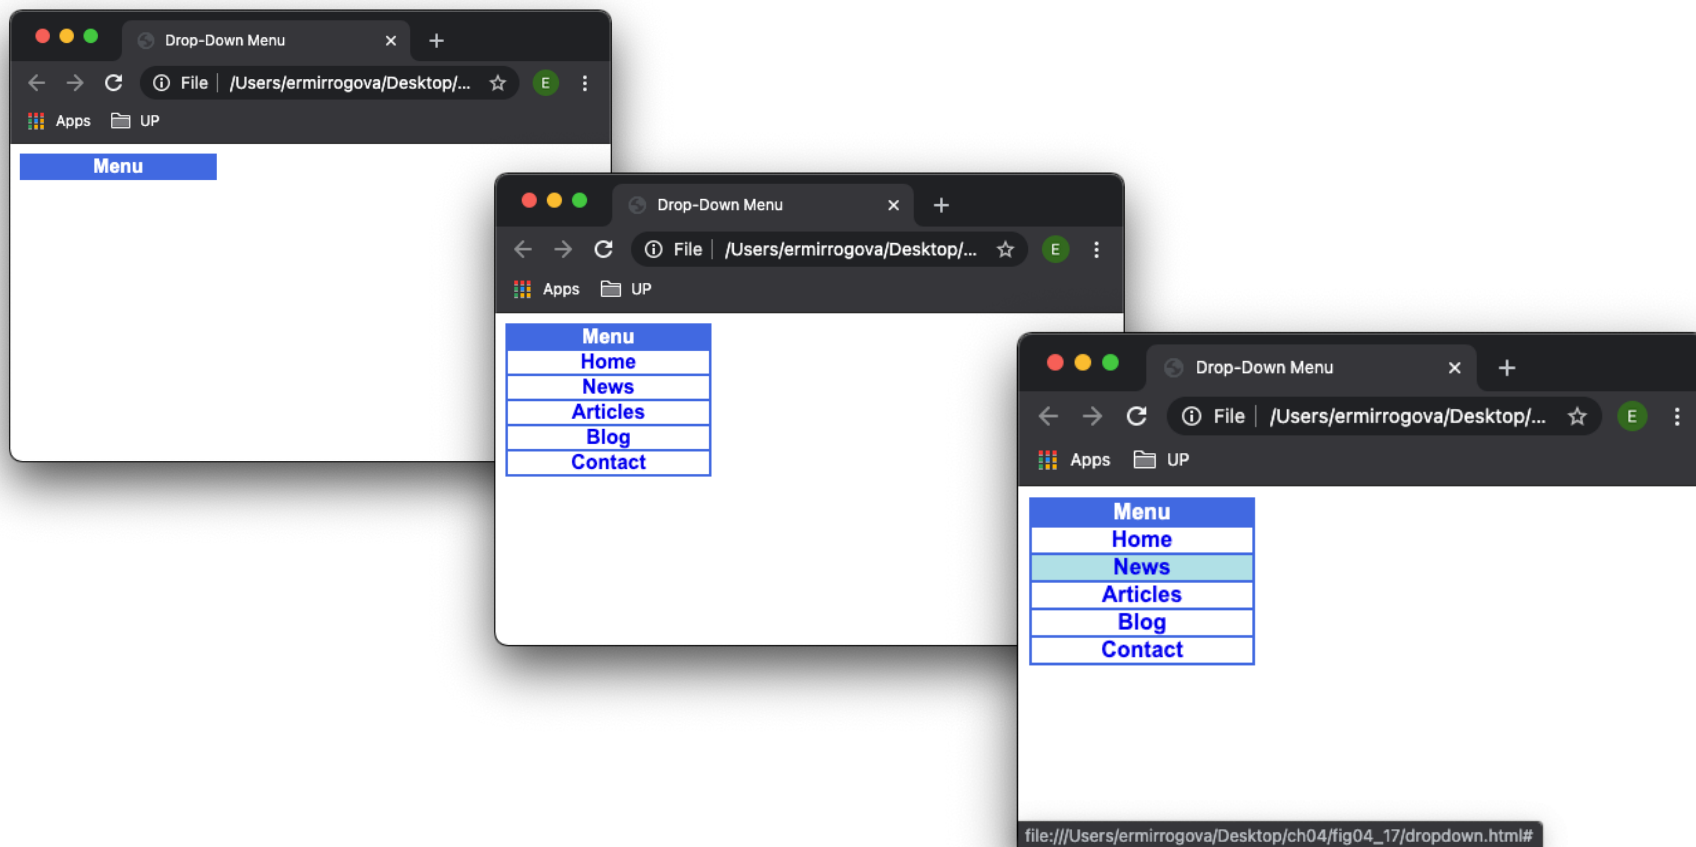 Drop-Down Menu
File /Users/ermirrogova/Desktop/... E
Apps UP
Menu
Drop-Down Menu
File /Users/ermirrogova/Desktop/... E
Apps UP
Menu
Home
News
Articles
Blog
Contact
Drop-Down Menu
File /Users/ermirrogova/Desktop/... E
Apps UP
Menu
Home
News
Articles
Blog
Contact
file:///Users/ermirrogova/Desktop/ch04/fig04_17/dropdown.html#